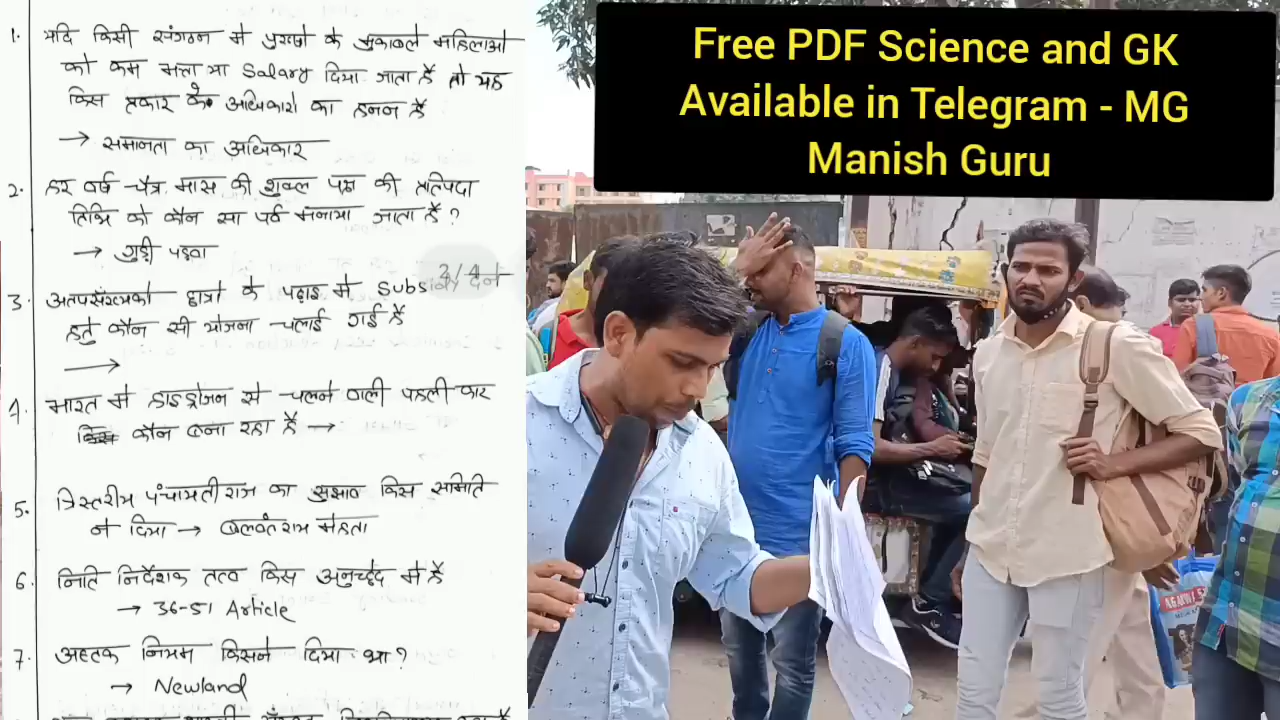 1. यदि किसी संगठन मे पुरुषो के मुकाबले महिलाओ
को कम भत्ता या Salary दिया जाता है तो यह
किस प्रकार के अधिकारो का हनन है
→ समानता का अधिकार
2. हर वर्ष चैत्र मास की शुक्ल पक्ष की प्रतिपदा
तिथि को कौन सा पर्व मनाया जाता है ?
→ गुड़ी पड़वा
3. अल्पसंख्यको छात्रो के पढ़ाइ मे Subsidy देने
हेतु कौन सी योजना चलाई गई है
→
2/4
4. भारत मे हाइड्रोजन से चलने वाली पहली कार
कौन बना रहा है →
5. त्रिस्तरीय पंचायती राज का सुझाव किस समिति
ने दिया → बलवंत राय मेहता
6. निति निर्देशक तत्व किस अनुच्छेद मे है
→ 36-51 Article
7. अष्टक नियम किसने दिया था ?
→ Newland
Free PDF Science and GK
Available in Telegram - MG
Manish Guru